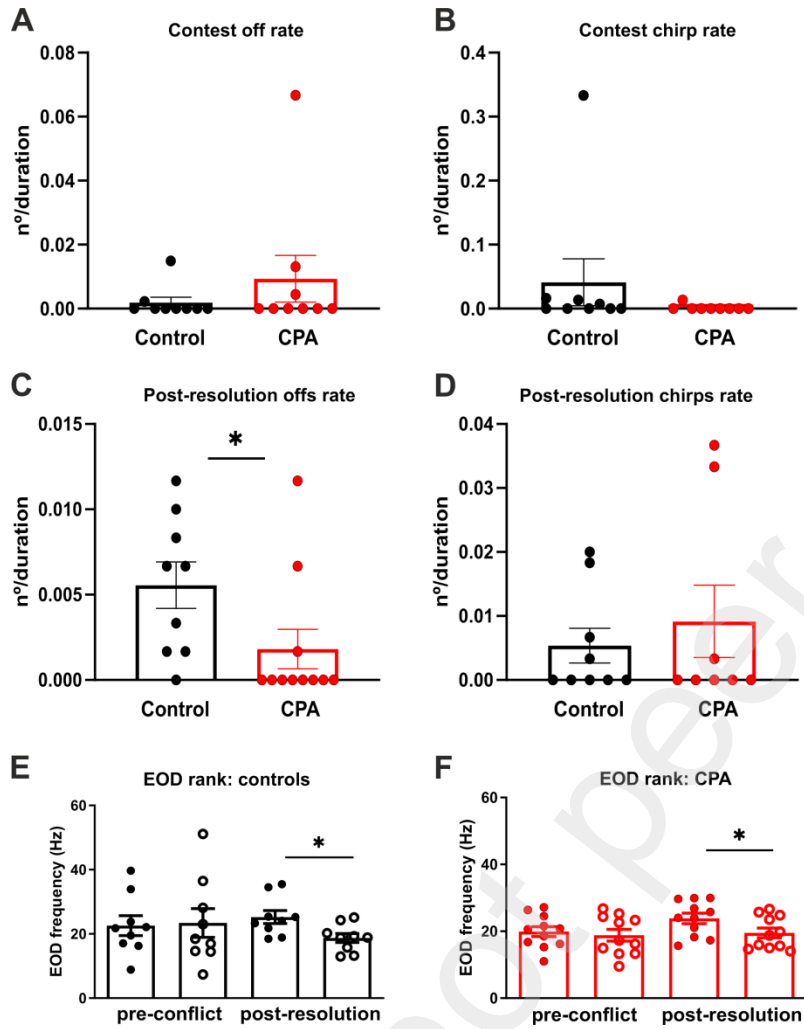 A
Contest off rate
nº/duration
0.08
0.06
0.04
0.02
0.00
Control
CPA
B
Contest chirp rate
nº/duration
0.4
0.3
0.2
0.1
0.0
Control
CPA
C
Post-resolution offs rate
nº/duration
0.015
0.010
0.005
0.000
*
Control
CPA
D
Post-resolution chirps rate
nº/duration
0.04
0.03
0.02
0.01
0.00
Control
CPA
E
EOD rank: controls
EOD frequency (Hz)
60
40
20
0
*
pre-conflict
post-resolution
F
EOD rank: CPA
EOD frequency (Hz)
60
40
20
0
*
pre-conflict
post-resolution
not peer